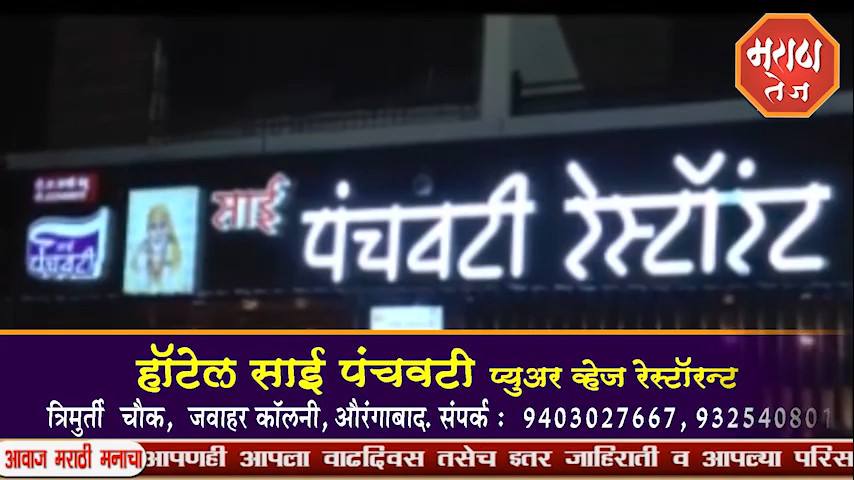 मराठा
तेज
साई पंचवटी रेस्टॉरंट
पंचवटी
हॉटेल साई पंचवटी प्युअर व्हेज रेस्टॉरन्ट
त्रिमुर्ती चौक, जवाहर कॉलनी, औरंगाबाद. संपर्क : 9403027667, 932540801
आवाज मराठी मनाचा आपणही आपला वाढदिवस तसेच इतर जाहिराती व आपल्या परिस